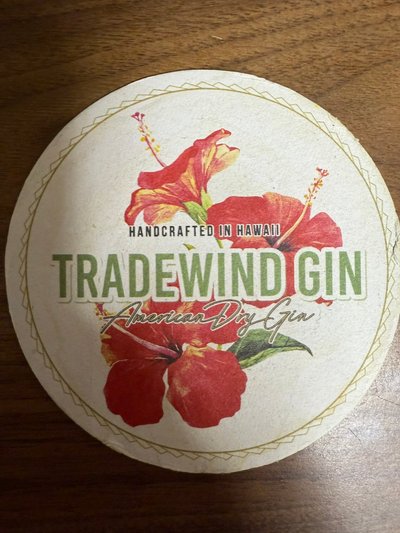 HANDCRAFTED IN HAWAII
TRADEWIND GIN
American Dry Gin